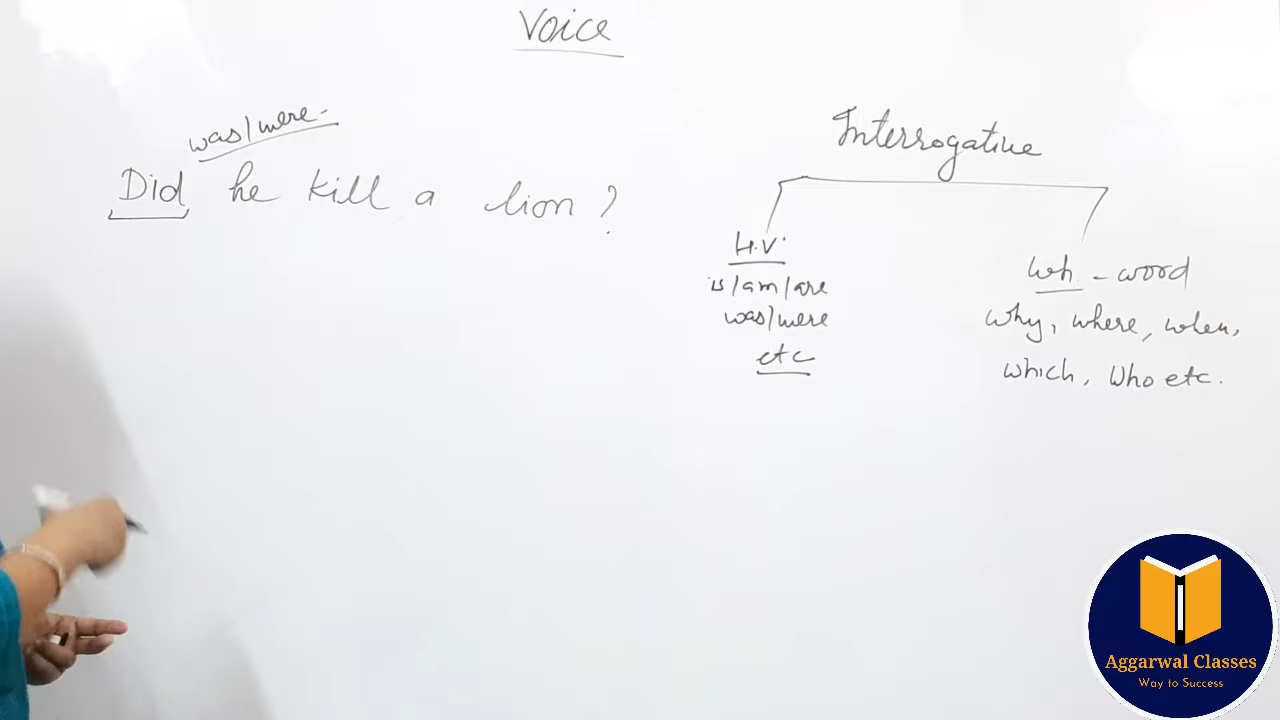 Voice
was/were
Did he kill a lion?
Interrogative
H.V.
is/am/are
was/were
etc
wh-word
why, where, when,
which, who etc.
Aggarwal Classes
Way to Success